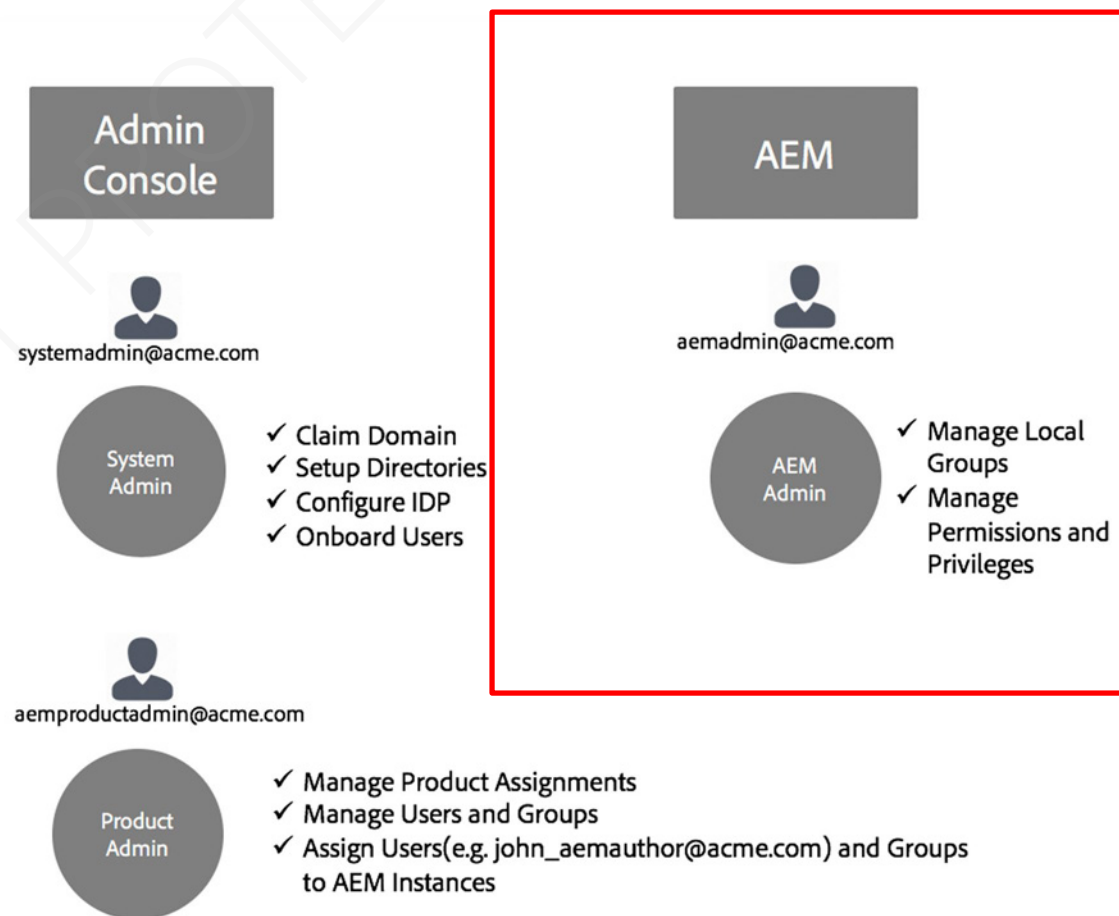 Admin
Console
systemadmin@acme.com
System
Admin
✓ Claim Domain
✓ Setup Directories
✓ Configure IDP
✓ Onboard Users
aemproductadmin@acme.com
Product
Admin
✓ Manage Product Assignments
✓ Manage Users and Groups
✓ Assign Users(e.g. john_aemauthor@acme.com) and Groups
to AEM Instances
AEM
aemadmin@acme.com
AEM
Admin
✓ Manage Local
Groups
✓ Manage
Permissions and
Privileges